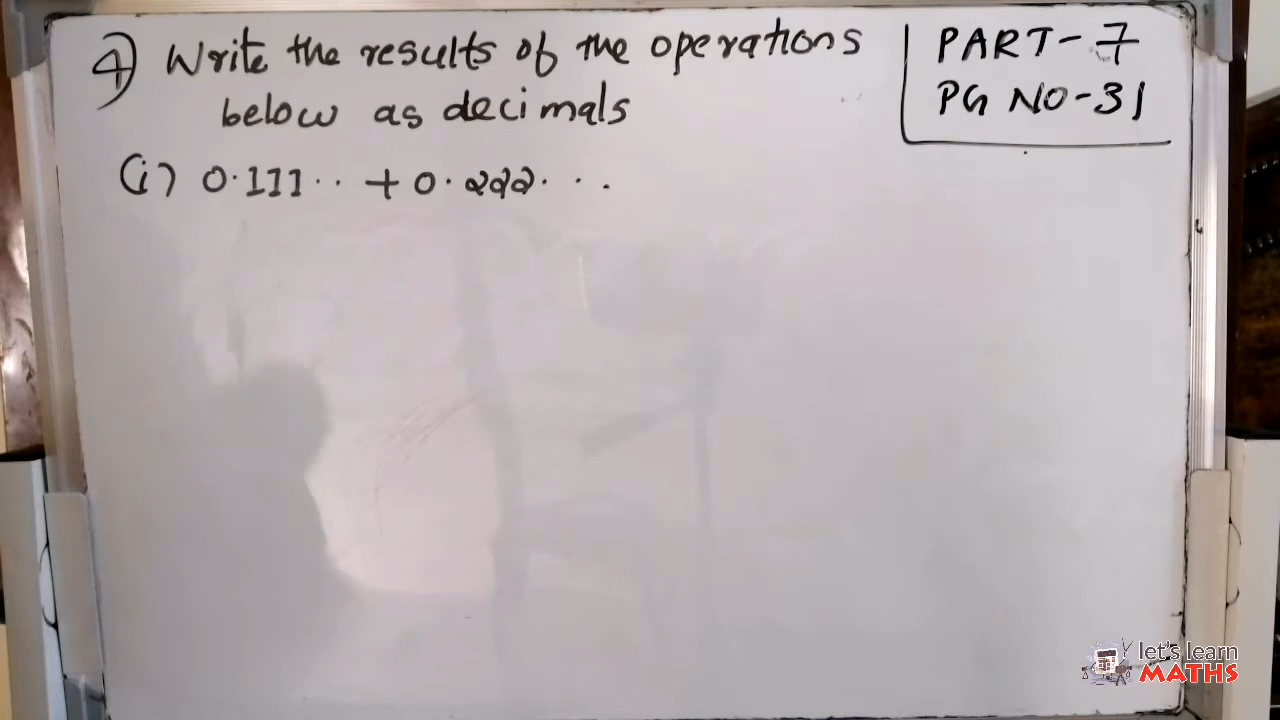 4) Write the results of the operations
below as decimals
(i) 0.111.. + 0.222...
PART-7
PG NO-31
let's learn
MATHS